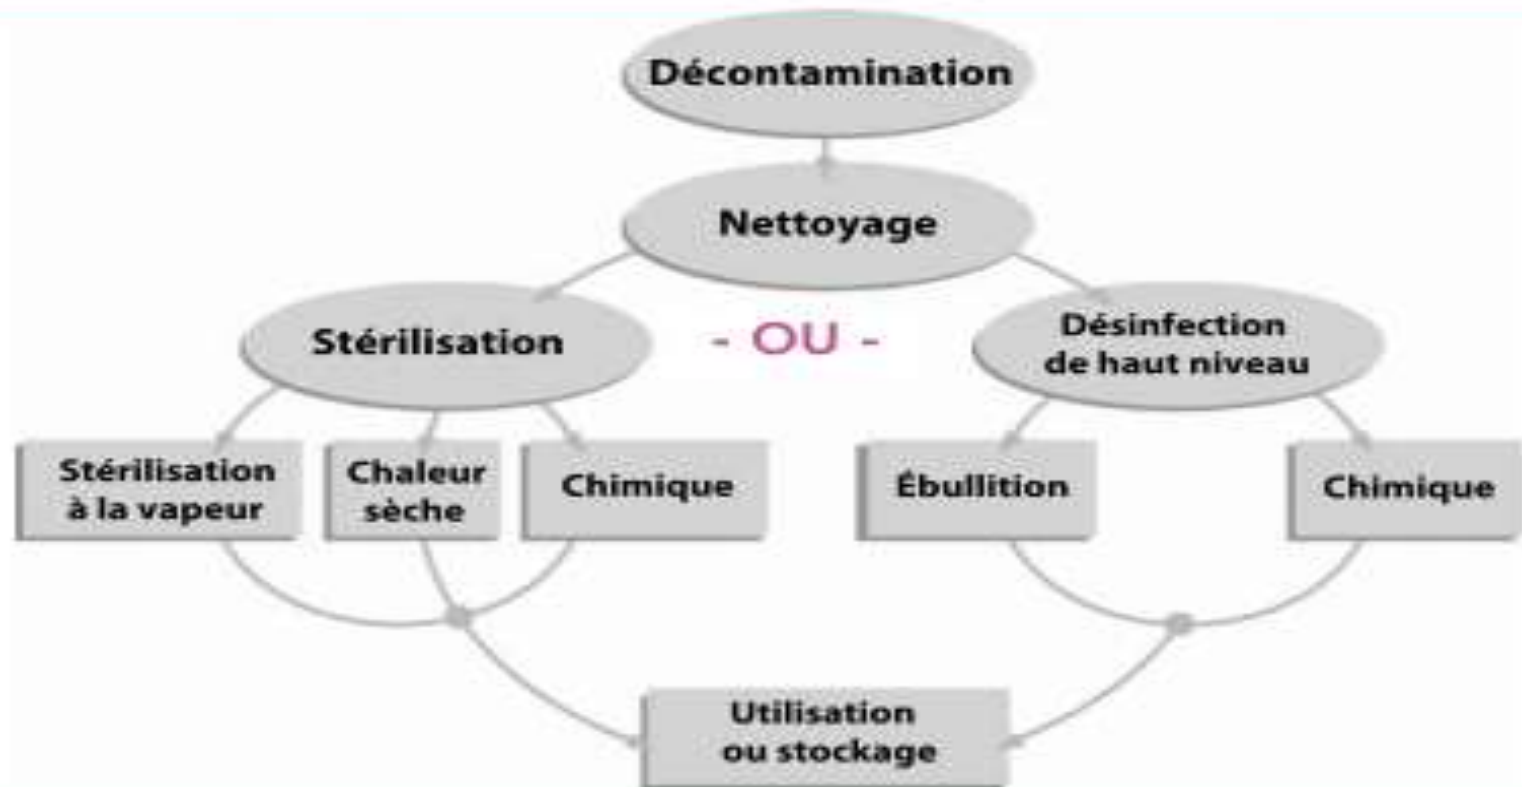 Décontamination
Nettoyage
Stérilisation
- OU -
Désinfection
de haut niveau
Stérilisation
à la vapeur
Chaleur
sèche
Chimique
Ébullition
Chimique
Utilisation
ou stockage